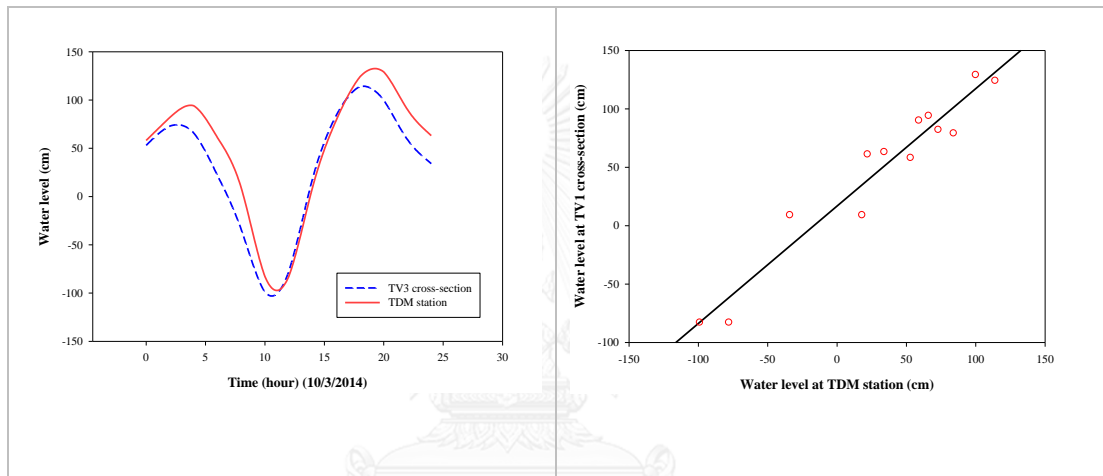 150
100
50
0
-50
-100
-150
Water level (cm)
TV3 cross-section
TDM station
0 5 10 15 20 25 30
Time (hour) (10/3/2014)
150
100
50
0
-50
-100
Water level at TV1 cross-section (cm)
-150 -100 -50 0 50 100 150
Water level at TDM station (cm)